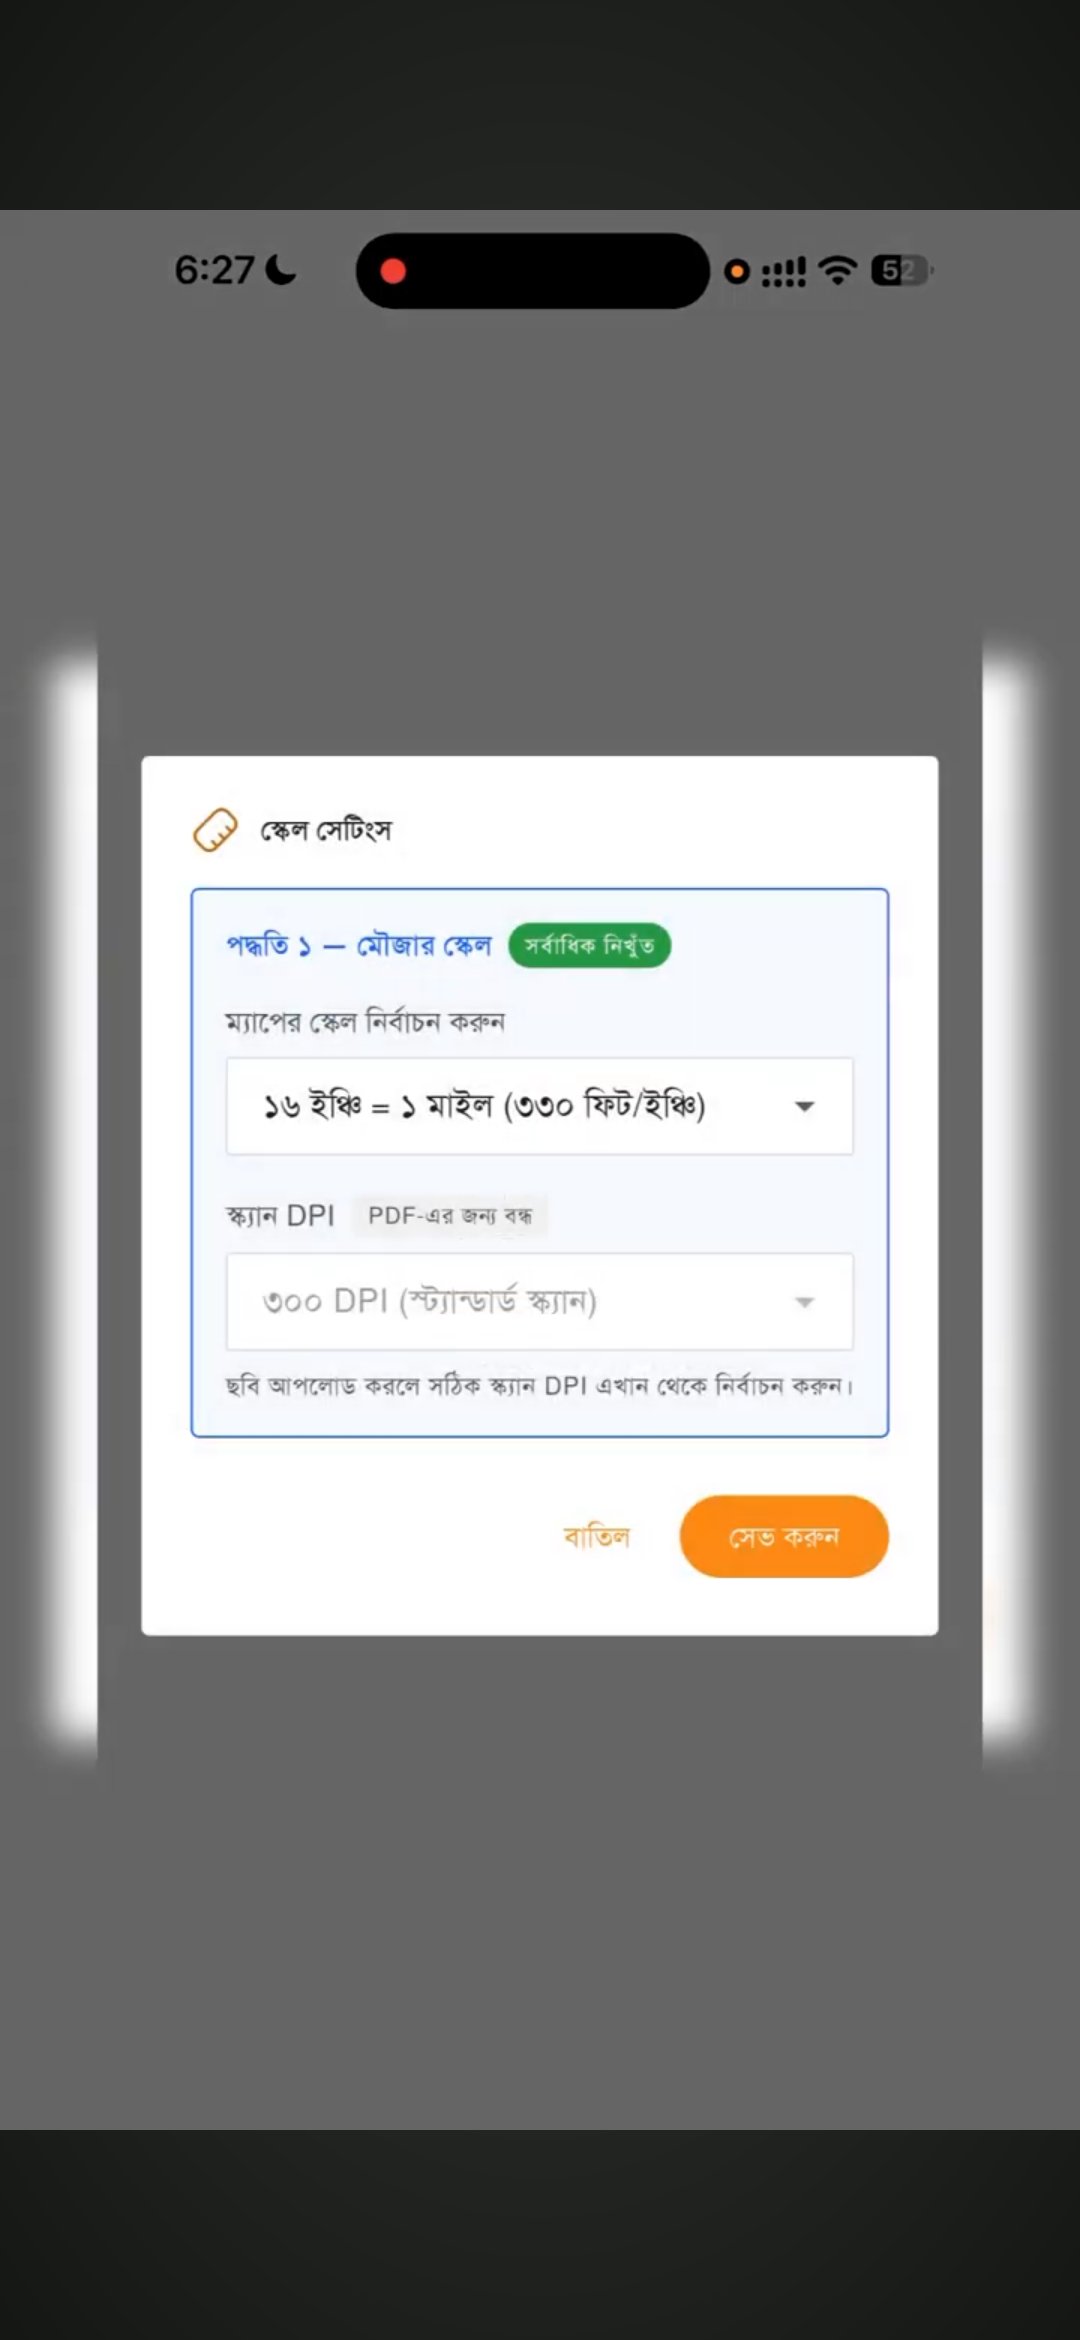 6:27
52
স্কেল সেটিংস
পদ্ধতি ১ — মৌজার স্কেল সর্বাধিক নিখুঁত
ম্যাপের স্কেল নির্বাচন করুন
১৬ ইঞ্চি = ১ মাইল (৩৩০ ফিট/ইঞ্চি)
স্ক্যান DPI PDF-এর জন্য বন্ধ
৩০০ DPI (স্ট্যান্ডার্ড স্ক্যান)
ছবি আপলোড করলে সঠিক স্ক্যান DPI এখান থেকে নির্বাচন করুন।
বাতিল সেভ করুন